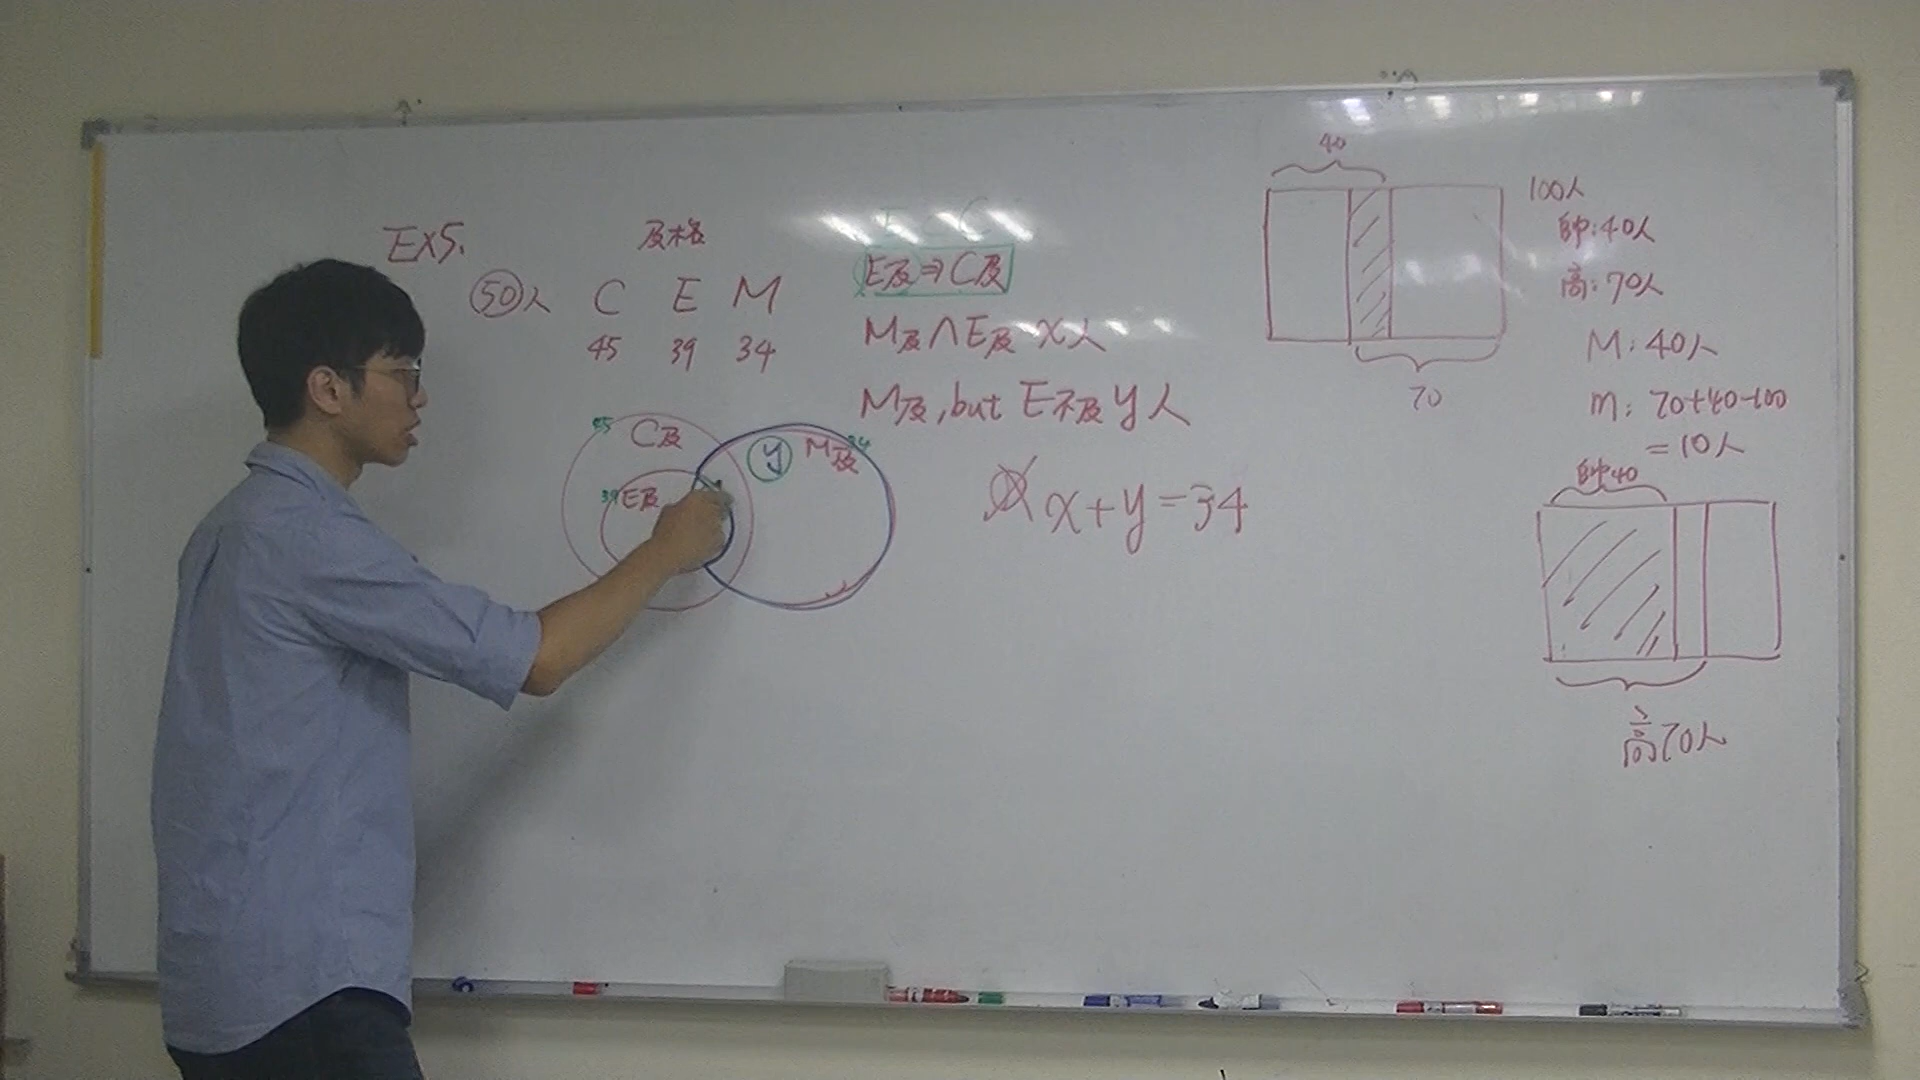 EX5.
及格
50人 C E M
45 39 34
E ⊂ C
E及⇒C及
M及∩E及 x人
M及,but E不及 y人
x+y=34
45 C及
39 E及
y M及 34
40
70
100人
帥:40人
高:70人
M:40人
m:70+40-100
=10人
帥40
高70人